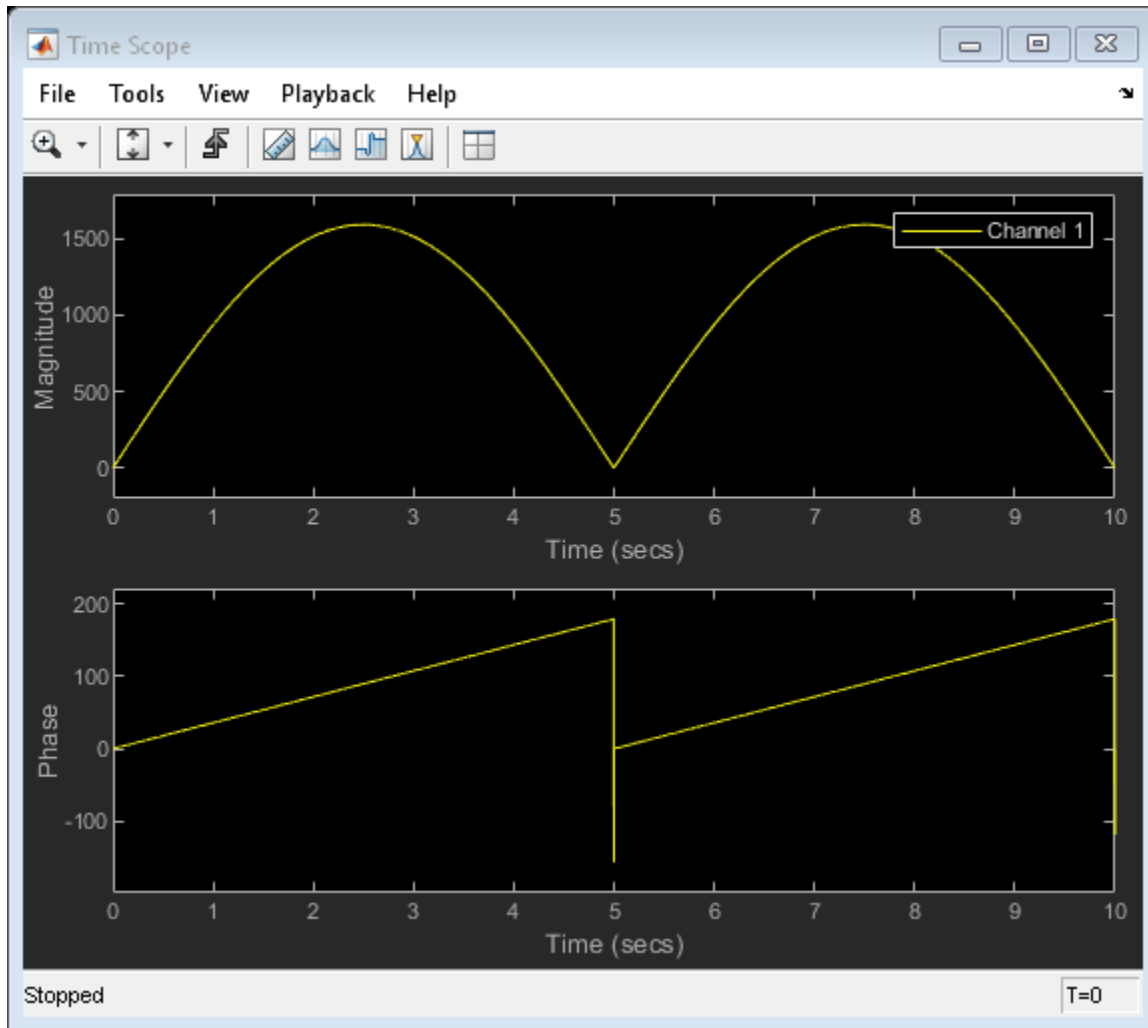 Time Scope
File Tools View Playback Help
Channel 1
1500
1000
500
0
Magnitude
0 1 2 3 4 5 6 7 8 9 10
Time (secs)
200
100
0
-100
Phase
0 1 2 3 4 5 6 7 8 9 10
Time (secs)
Stopped T=0